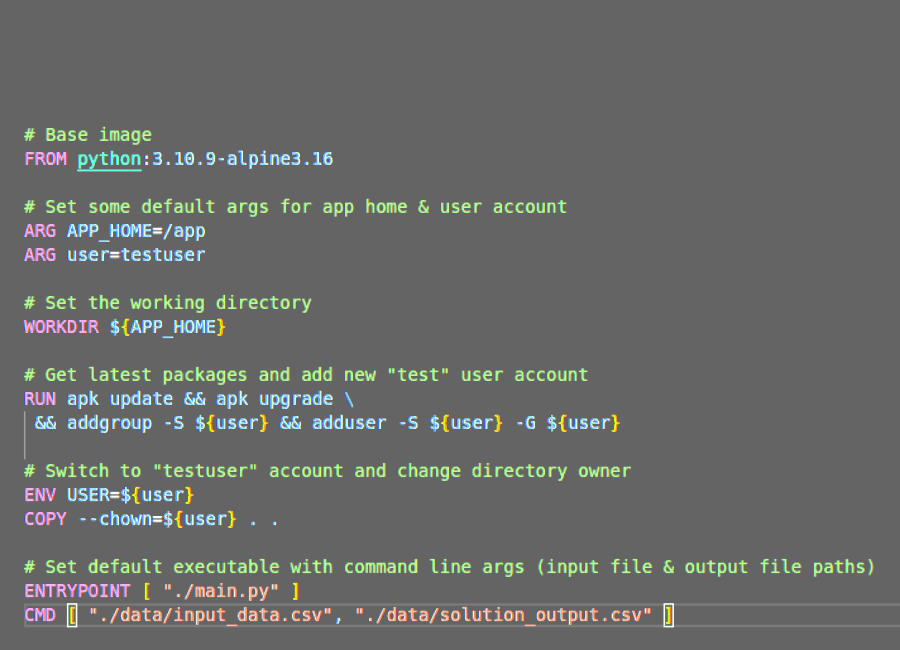 # Base image
FROM python:3.10.9-alpine3.16
# Set some default args for app home & user account
ARG APP_HOME=/app
ARG user=testuser
# Set the working directory
WORKDIR ${APP_HOME}
# Get latest packages and add new "test" user account
RUN apk update && apk upgrade \
&& addgroup -S ${user} && adduser -S ${user} -G ${user}
# Switch to "testuser" account and change directory owner
ENV USER=${user}
COPY --chown=${user} . .
# Set default executable with command line args (input file & output file paths)
ENTRYPOINT [ "./main.py" ]
CMD [ "./data/input_data.csv", "./data/solution_output.csv" ]